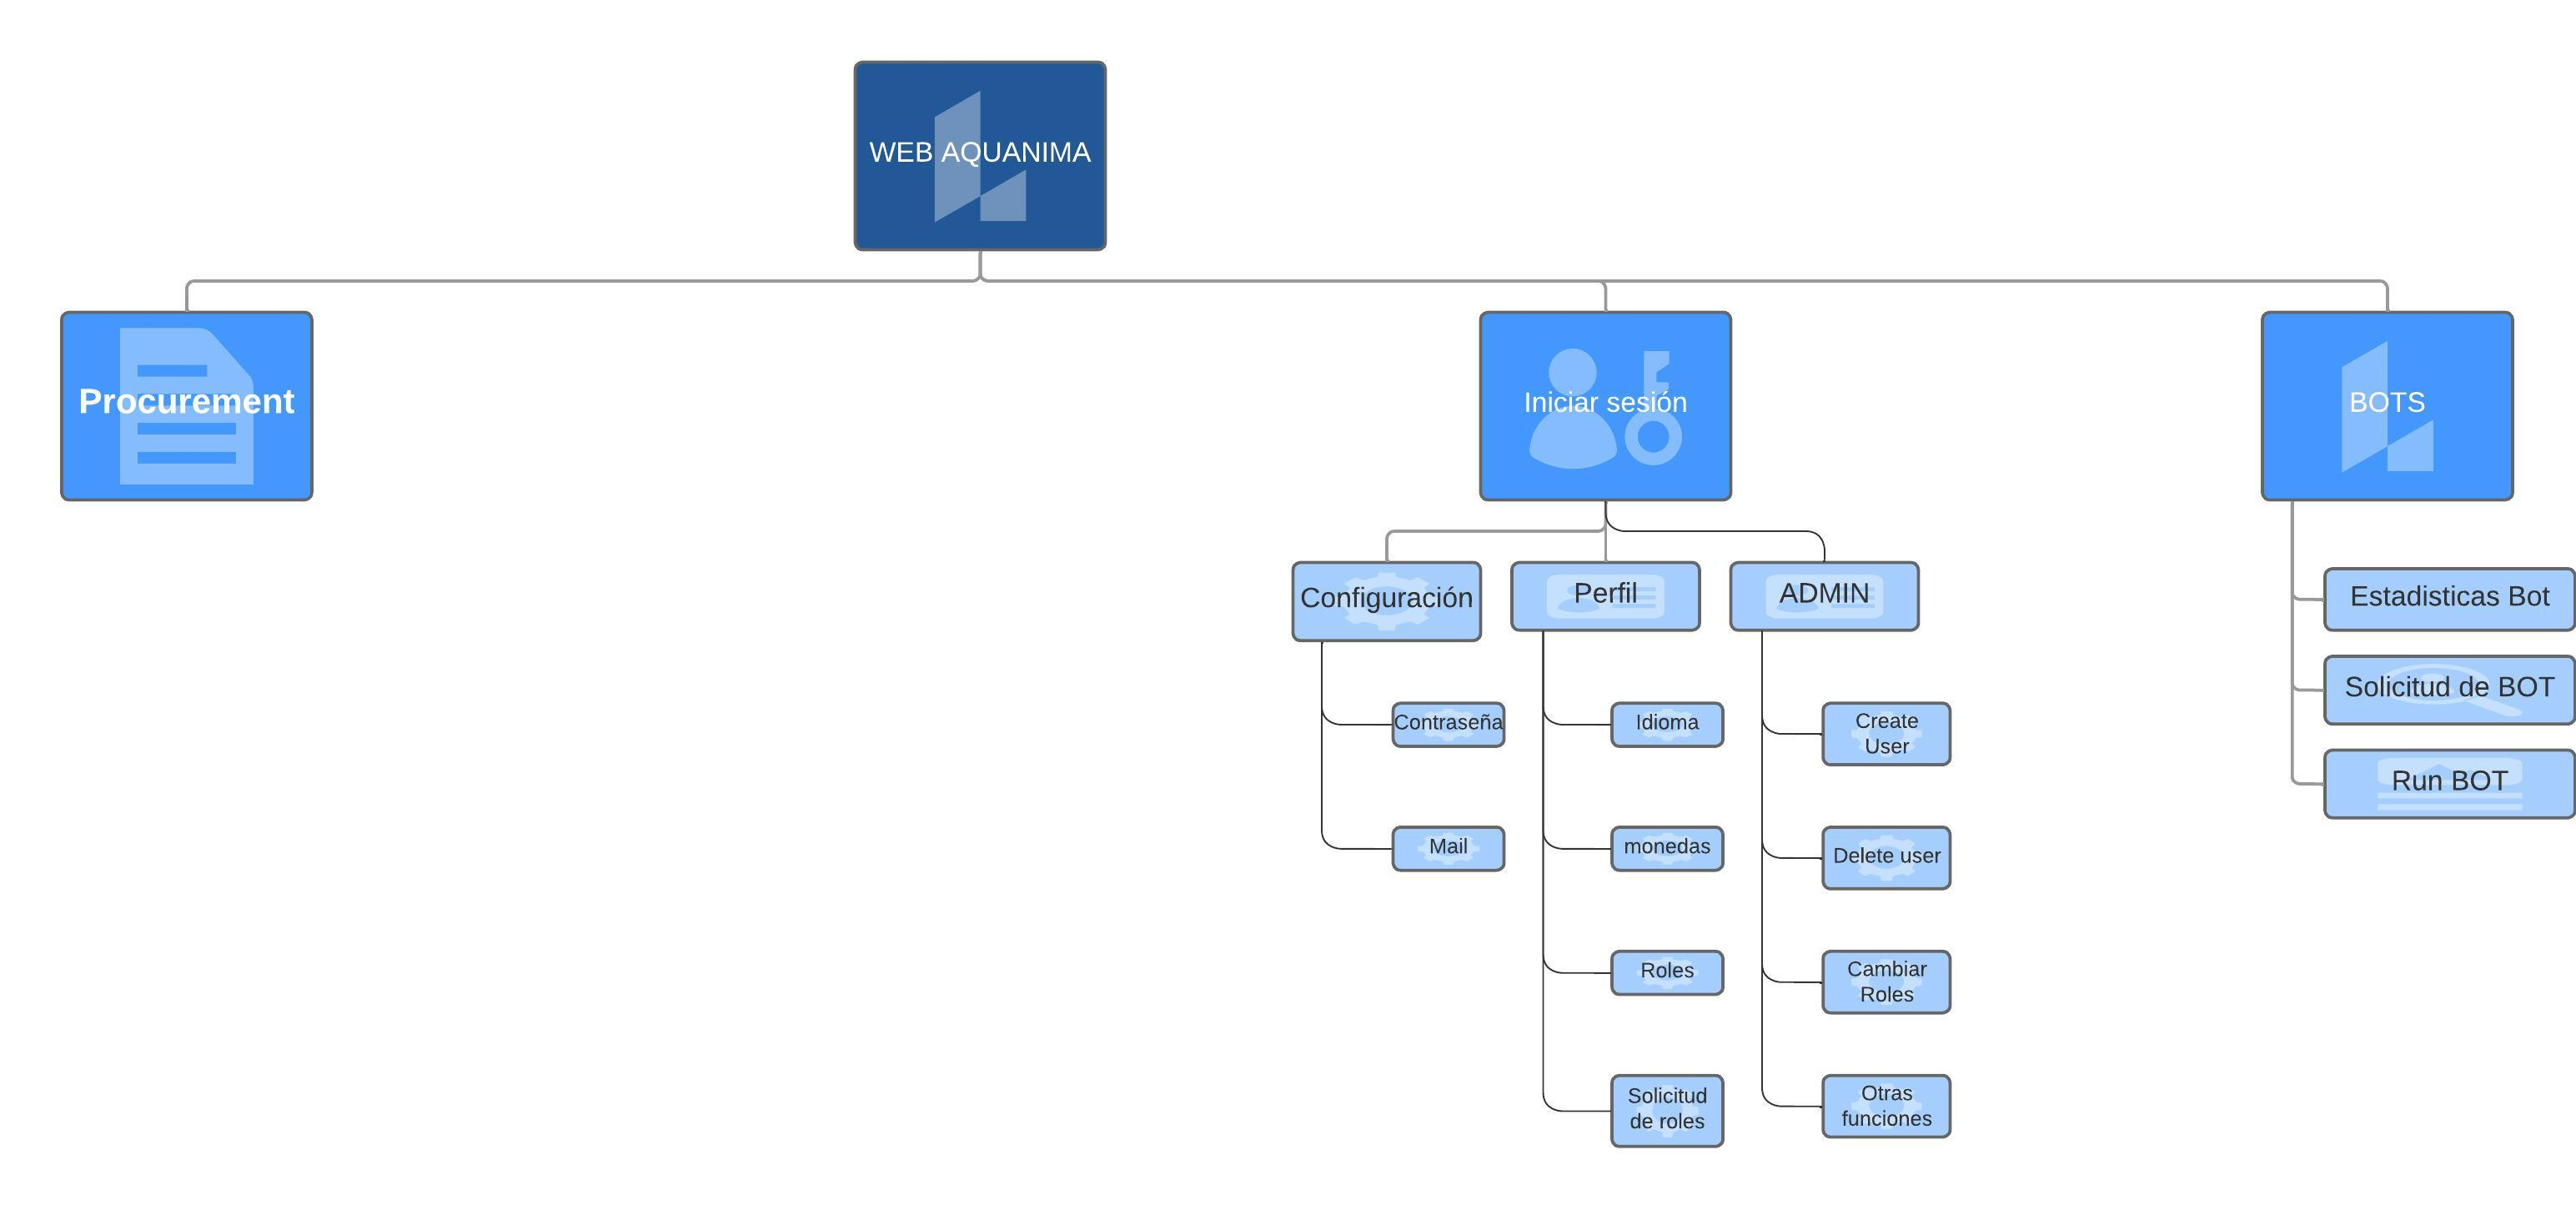 WEB AQUANIMA
Procurement
Iniciar sesión
BOTS
Configuración
Perfil
ADMIN
Estadisticas Bot
Solicitud de BOT
Run BOT
Contraseña
Mail
Idioma
monedas
Roles
Solicitud
de roles
Create
User
Delete user
Cambiar
Roles
Otras
funciones